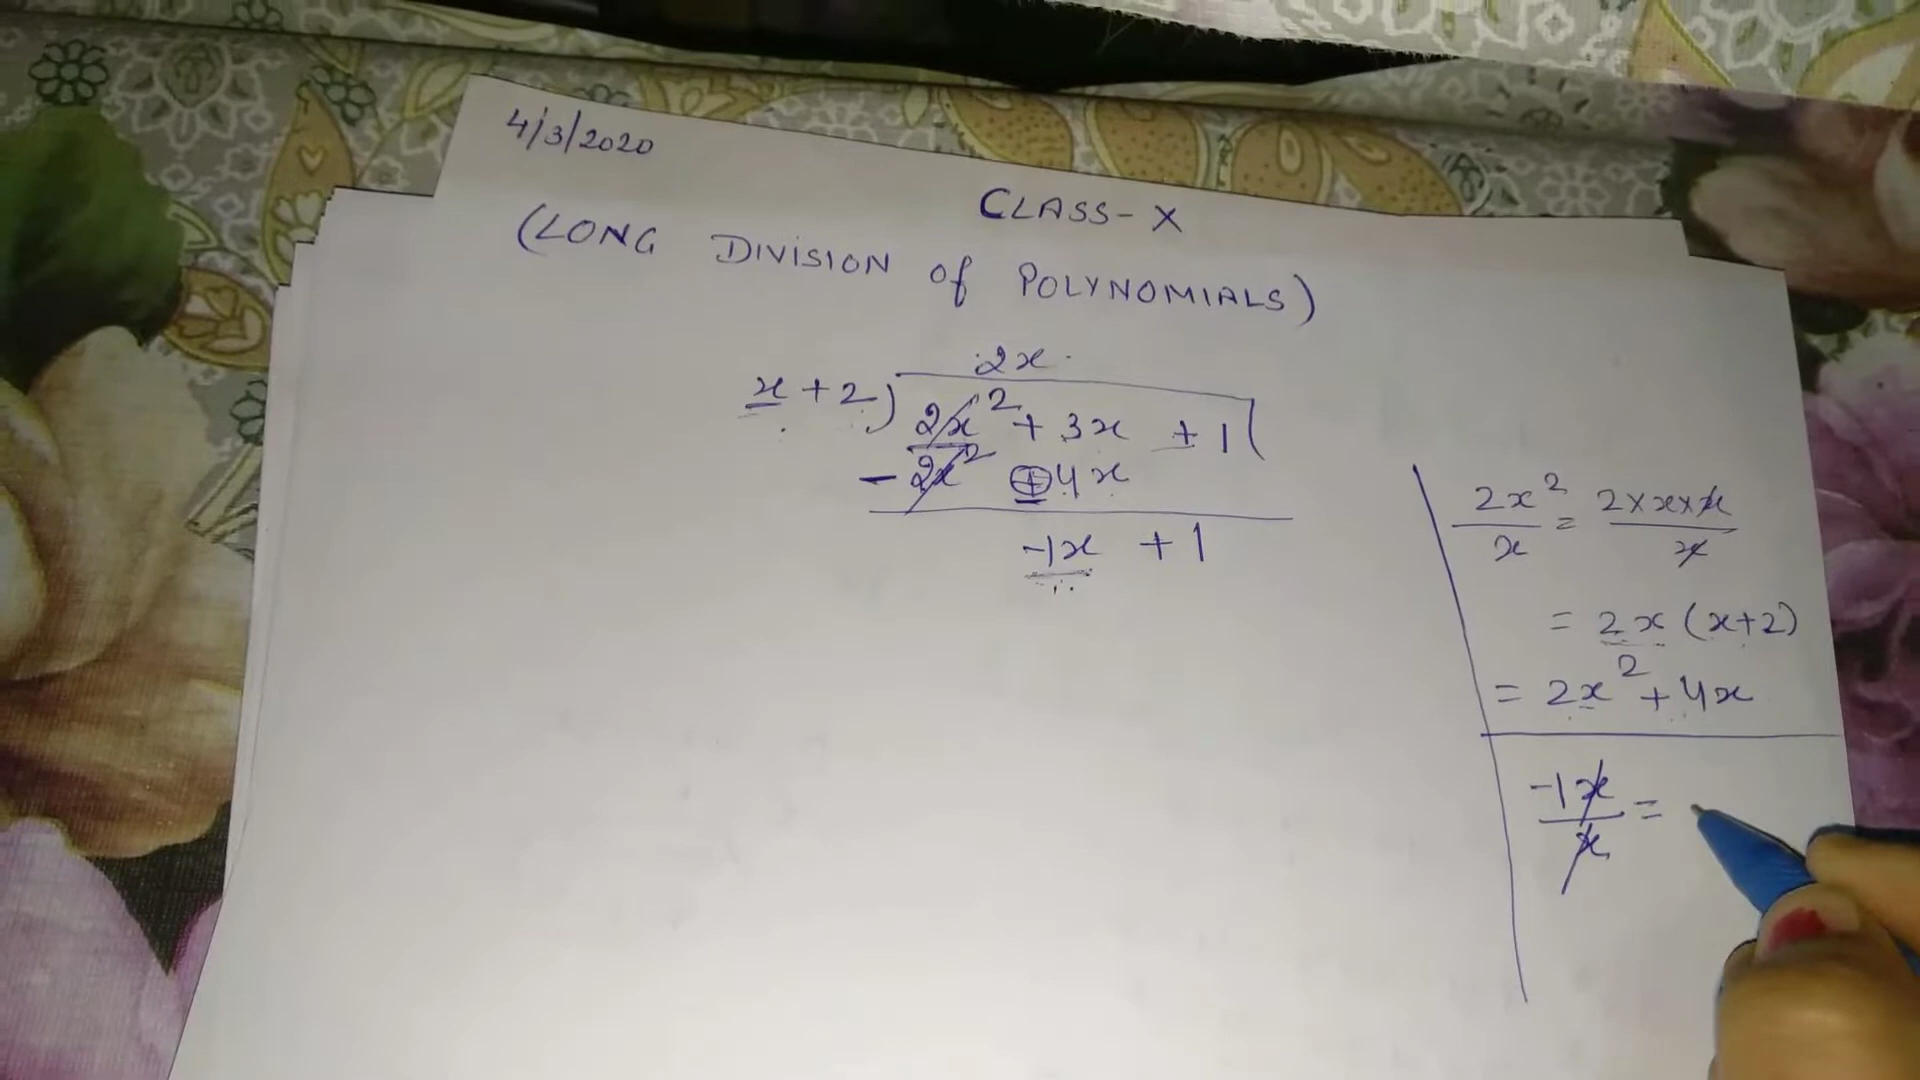 4/3/2020
CLASS - X
(LONG DIVISION of POLYNOMIALS)
2x
x + 2 ) 2x² + 3x + 1 (
- 2x² + 4x
-1x + 1
2x²/x = 2×x×x/x
= 2x (x+2)
= 2x² + 4x
-1x/x =